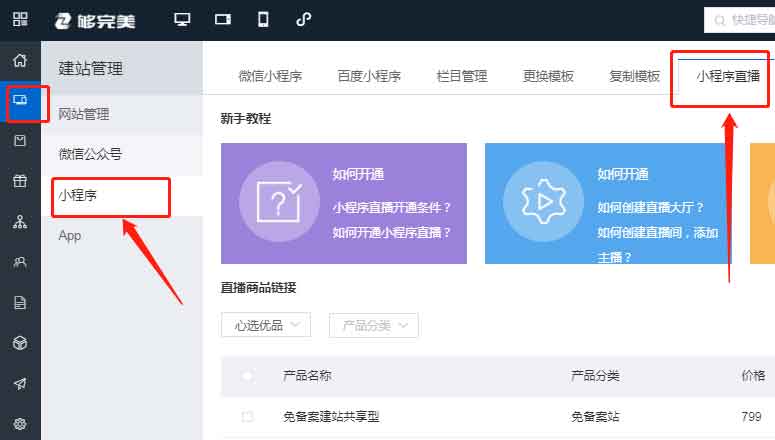 够完美
快捷导航
建站管理
网站管理
微信公众号
小程序
App
微信小程序 百度小程序 栏目管理 更换模板 复制模板 小程序直播
新手教程
如何开通
小程序直播开通条件？
如何开通小程序直播？
如何开通
如何创建直播大厅？
如何创建直播间，添加
主播？
直播商品链接
心选优品 产品分类
产品名称 产品分类 价格
免备案建站共享型 免备案站 799